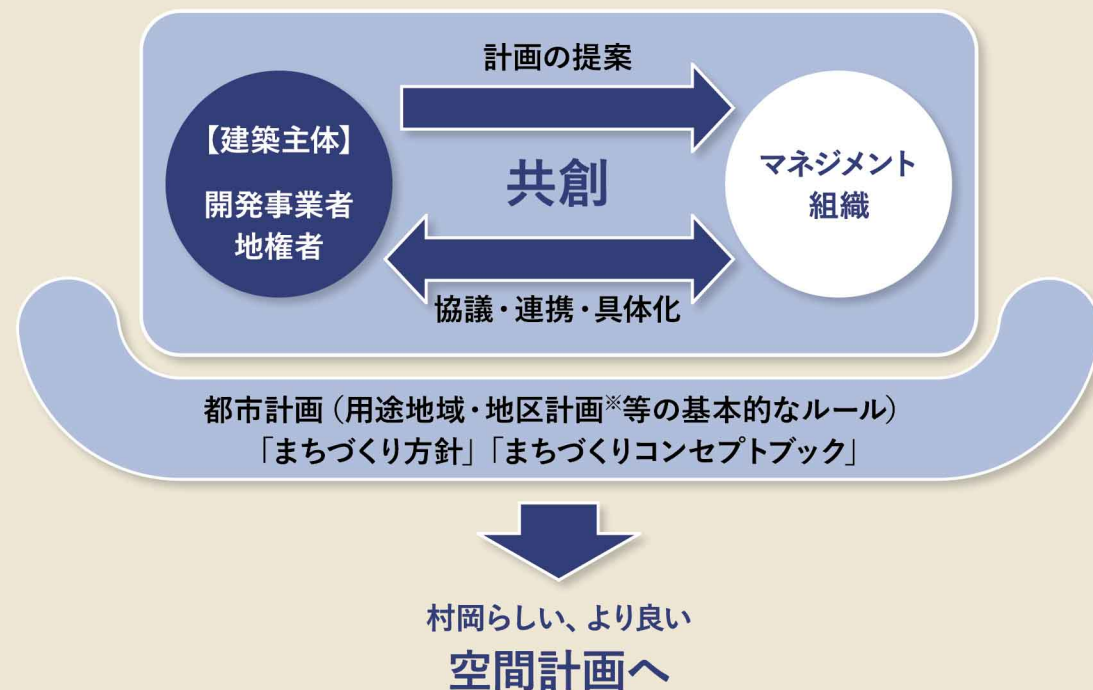 計画の提案
【建築主体】
開発事業者
地権者
共創
マネジメント
組織
協議・連携・具体化
都市計画（用途地域・地区計画※等の基本的なルール）
「まちづくり方針」「まちづくりコンセプトブック」
村岡らしい、より良い
空間計画へ